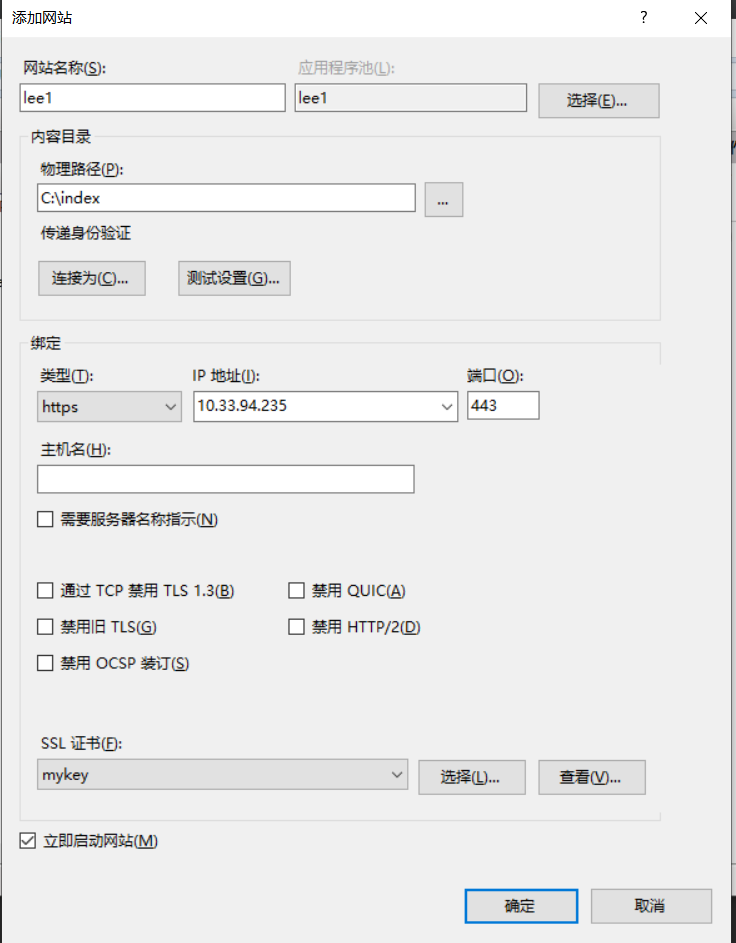 添加网站
?
网站名称(S): 应用程序池(L):
lee1 lee1 选择(E)...
内容目录
物理路径(P):
C:\index ...
传递身份验证
连接为(C)... 测试设置(G)...
绑定
类型(T): IP 地址(I): 端口(O):
https 10.33.94.235 443
主机名(H):
需要服务器名称指示(N)
通过 TCP 禁用 TLS 1.3(B) 禁用 QUIC(A)
禁用旧 TLS(G) 禁用 HTTP/2(D)
禁用 OCSP 装订(S)
SSL 证书(F):
mykey 选择(L)... 查看(V)...
立即启动网站(M)
确定 取消